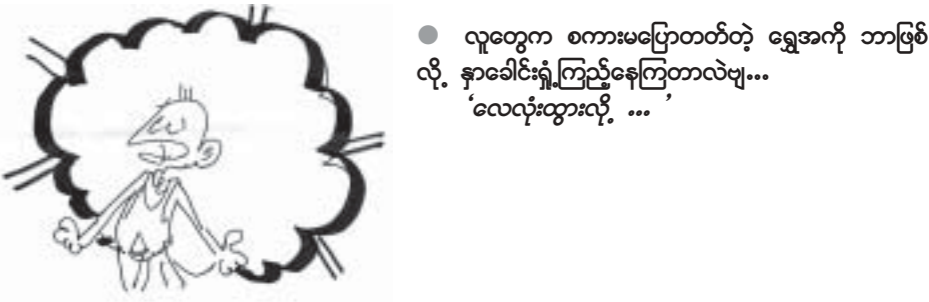 ● လူတွေက စကားမပြောတတ်တဲ့ ရွှေအကို ဘာဖြစ်
လို့ နှာခေါင်းရှုံ့ကြည့်နေကြတာလဲဗျ...
‘လေလုံးထွားလို့ ... ’